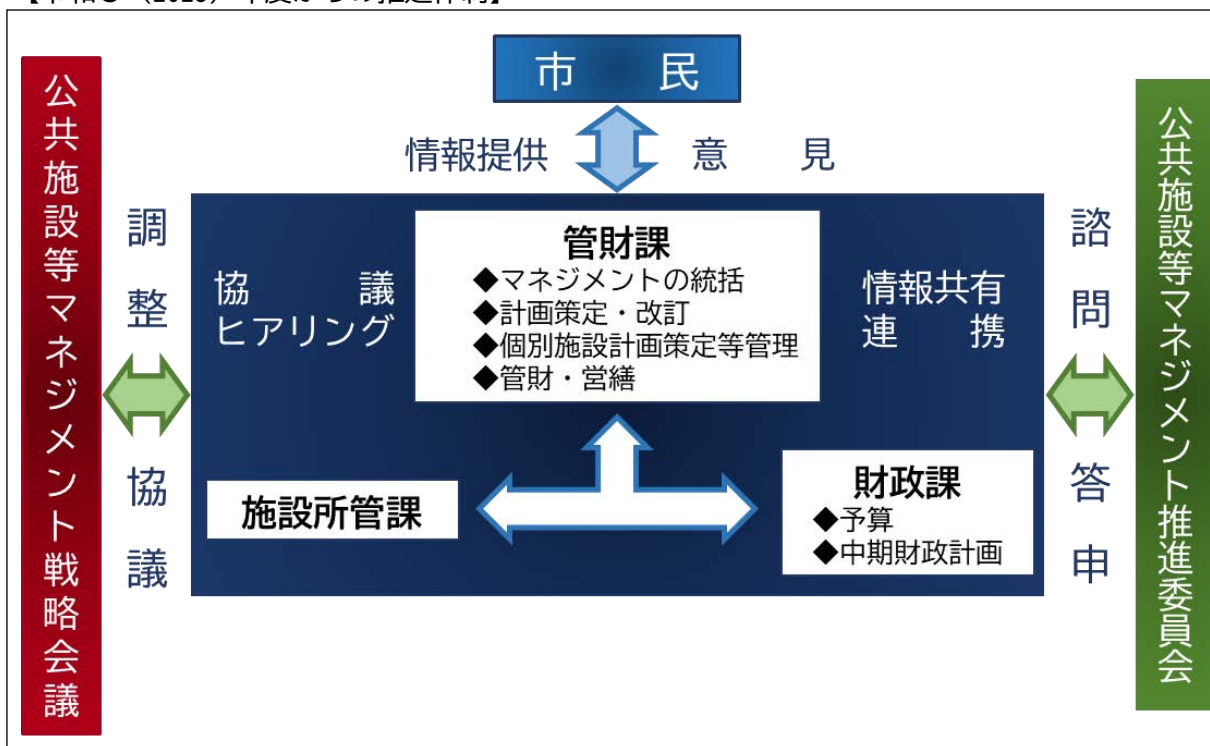 市　民
情報提供
意　見
公共施設等マネジメント戦略会議
調整
協議
協　議
ヒアリング
管財課
◆マネジメントの統括
◆計画策定・改訂
◆個別施設計画策定等管理
◆管財・営繕
情報共有
連　携
施設所管課
財政課
◆予算
◆中期財政計画
諮問
答申
公共施設等マネジメント推進委員会